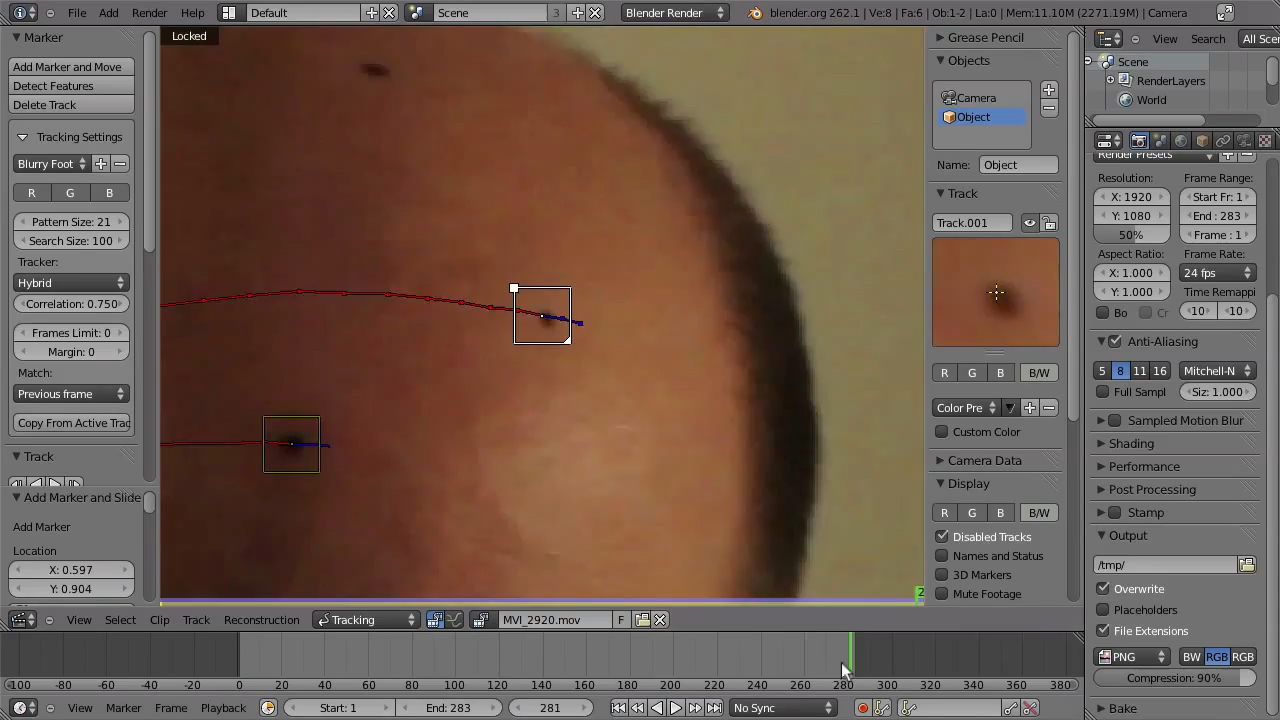 File Add Render Help Default Scene 3 Blender Render blender.org 262.1 | Ve:8 | Fa:6 | Ob:1-2 | La:0 | Mem:11.10M (2271.19M) | Camera
Marker
Add Marker and Move
Detect Features
Delete Track
Tracking Settings
Blurry Foot
R G B
Pattern Size: 21
Search Size: 100
Tracker:
Hybrid
Correlation: 0.750
Frames Limit: 0
Margin: 0
Match:
Previous frame
Copy From Active Trac
Track
Add Marker and Slide
Add Marker
Location
X: 0.597
Y: 0.904
Locked
2
Grease Pencil
Objects
Camera
Object
Name: Object
Track
Track.001
R G B B/W
Color Pre
Custom Color
Camera Data
Display
R G B B/W
Disabled Tracks
Names and Status
3D Markers
Mute Footage
View Search All Scen
Scene
RenderLayers
World
Render Presets
Resolution: Frame Range:
X: 1920 Start Fr: 1
Y: 1080 End : 283
50% Frame : 1
Aspect Ratio: Frame Rate:
X: 1.000 24 fps
Y: 1.000 Time Remappi
Bo Cr 10 10
Anti-Aliasing
5 8 11 16 Mitchell-N
Full Sampl Siz: 1.000
Sampled Motion Blur
Shading
Performance
Post Processing
Stamp
Output
/tmp/
Overwrite
Placeholders
File Extensions
PNG BW RGB RGB
Compression: 90%
Bake
View Select Clip Track Reconstruction Tracking MVI_2920.mov F
-100 -80 -60 -40 -20 0 20 40 60 80 100 120 140 160 180 200 220 240 260 280 300 320 340 360 380
View Marker Frame Playback Start: 1 End: 283 281 No Sync